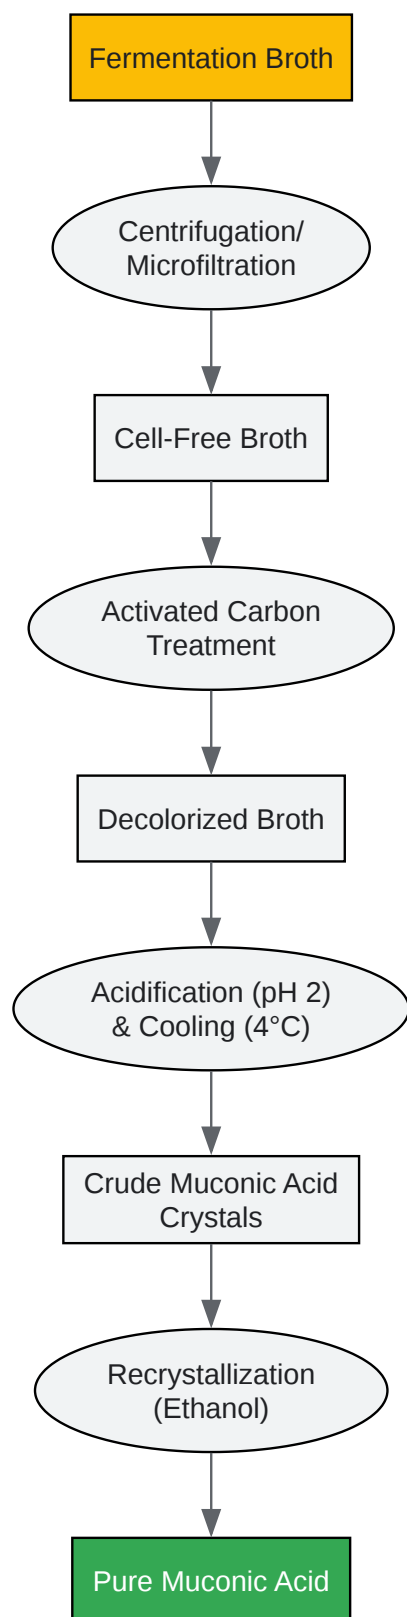 Fermentation Broth
Centrifugation/
Microfiltration
Cell-Free Broth
Activated Carbon
Treatment
Decolorized Broth
Acidification (pH 2)
& Cooling (4°C)
Crude Muconic Acid
Crystals
Recrystallization
(Ethanol)
Pure Muconic Acid